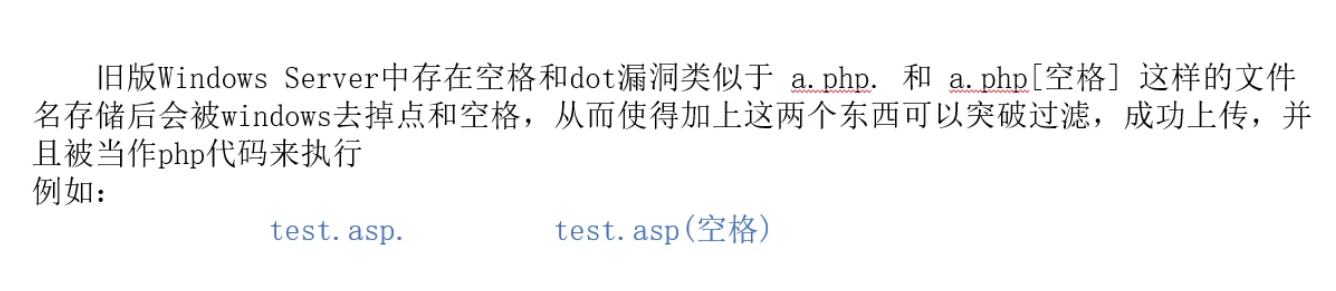 旧版Windows Server中存在空格和dot漏洞类似于 a.php. 和 a.php[空格] 这样的文件
名存储后会被windows去掉点和空格，从而使得加上这两个东西可以突破过滤，成功上传，并
且被当作php代码来执行
例如：
test.asp. test.asp(空格)